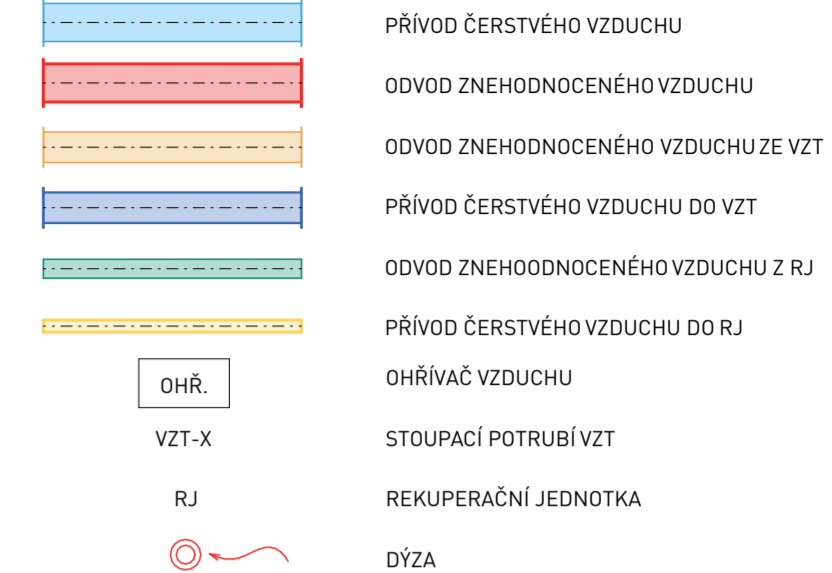 PŘÍVOD ČERSTVÉHO VZDUCHU
ODVOD ZNEHODNOCENÉHO VZDUCHU
ODVOD ZNEHODNOCENÉHO VZDUCHU ZE VZT
PŘÍVOD ČERSTVÉHO VZDUCHU DO VZT
ODVOD ZNEHOODNOCENÉHO VZDUCHU Z RJ
PŘÍVOD ČERSTVÉHO VZDUCHU DO RJ
OHŘ. OHŘÍVAČ VZDUCHU
VZT-X STOUPACÍ POTRUBÍ VZT
RJ REKUPERAČNÍ JEDNOTKA
DÝZA